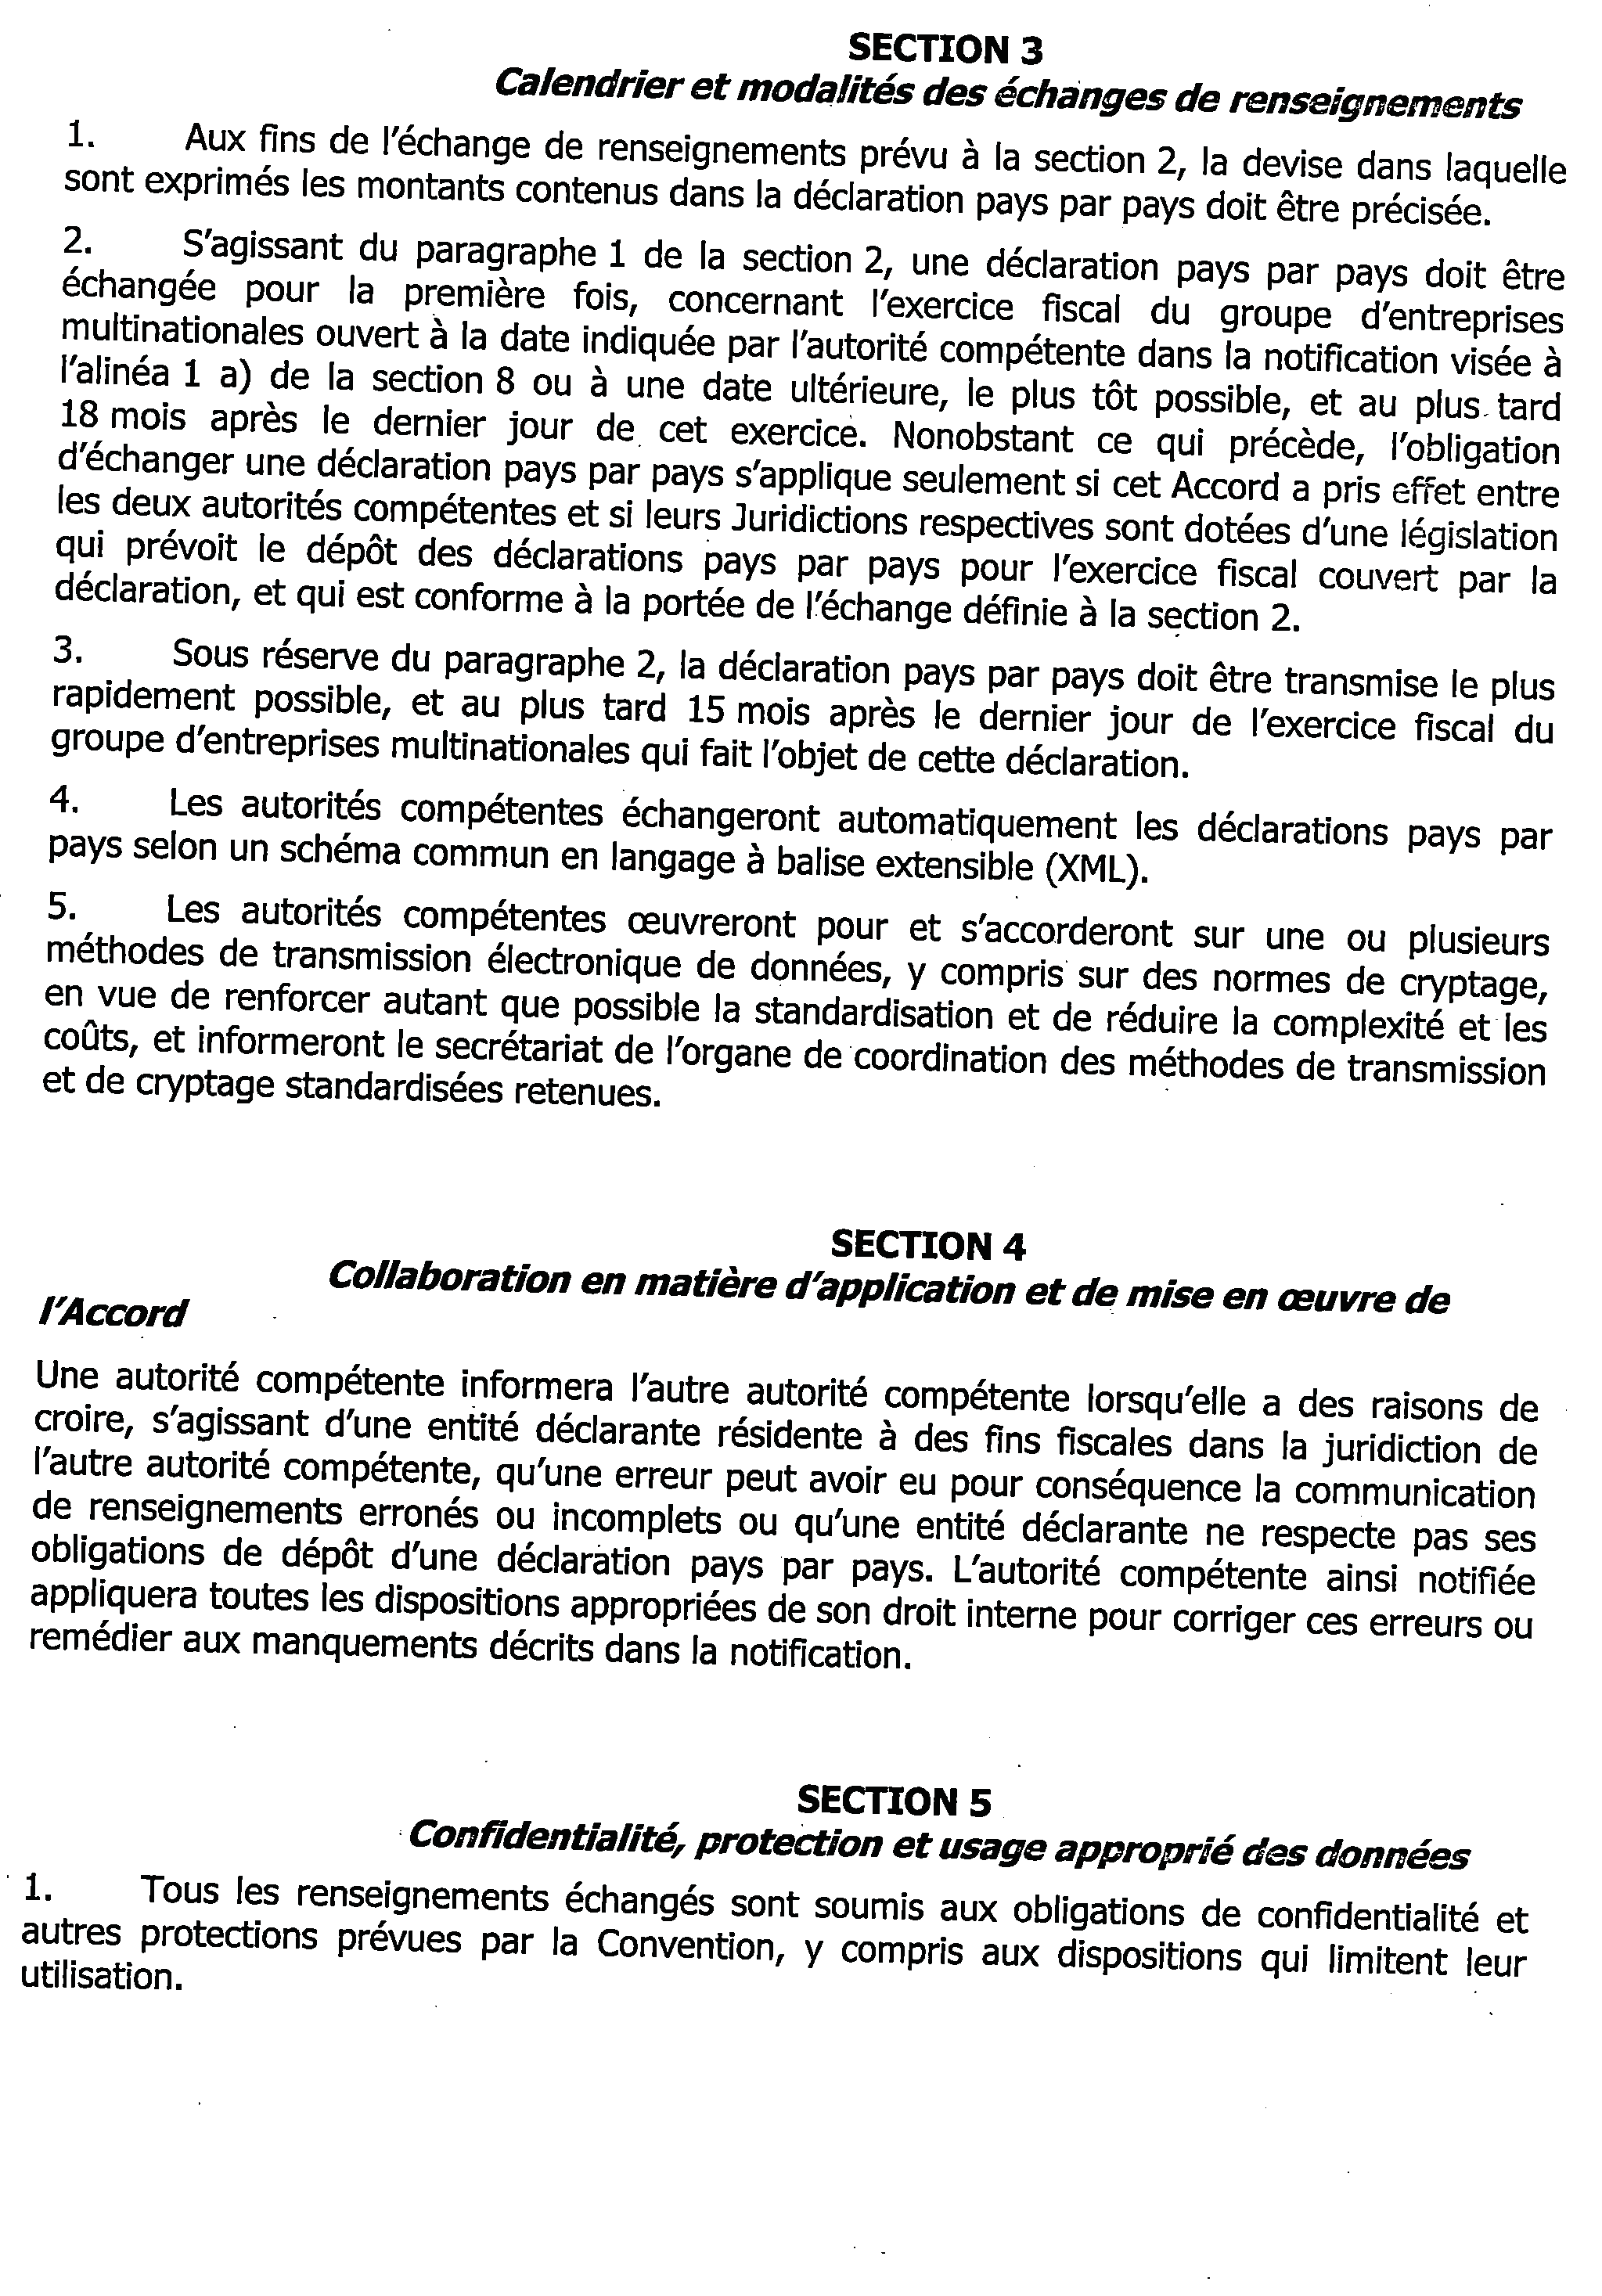 SECTION 3
Calendrier et modalités des échanges de renseignements
1. Aux fins de l'échange de renseignements prévu à la section 2, la devise dans laquelle
sont exprimés les montants contenus dans la déclaration pays par pays doit être précisée.
2. S'agissant du paragraphe 1 de la section 2, une déclaration pays par pays doit être
échangée pour la première fois, concernant l'exercice fiscal du groupe d'entreprises
multinationales ouvert à la date indiquée par l'autorité compétente dans la notification visée à
l'alinéa 1 a) de la section 8 ou à une date ultérieure, le plus tôt possible, et au plus tard
18 mois après le dernier jour de cet exercice. Nonobstant ce qui précède, l'obligation
d'échanger une déclaration pays par pays s'applique seulement si cet Accord a pris effet entre
les deux autorités compétentes et si leurs Juridictions respectives sont dotées d'une législation
qui prévoit le dépôt des déclarations pays par pays pour l'exercice fiscal couvert par la
déclaration, et qui est conforme à la portée de l'échange définie à la section 2.
3. Sous réserve du paragraphe 2, la déclaration pays par pays doit être transmise le plus
rapidement possible, et au plus tard 15 mois après le dernier jour de l'exercice fiscal du
groupe d'entreprises multinationales qui fait l'objet de cette déclaration.
4. Les autorités compétentes échangeront automatiquement les déclarations pays par
pays selon un schéma commun en langage à balise extensible (XML).
5. Les autorités compétentes œuvreront pour et s'accorderont sur une ou plusieurs
méthodes de transmission électronique de données, y compris sur des normes de cryptage,
en vue de renforcer autant que possible la standardisation et de réduire la complexité et les
coûts, et informeront le secrétariat de l'organe de coordination des méthodes de transmission
et de cryptage standardisées retenues.
SECTION 4
Collaboration en matière d'application et de mise en œuvre de
l'Accord
Une autorité compétente informera l'autre autorité compétente lorsqu'elle a des raisons de
croire, s'agissant d'une entité déclarante résidente à des fins fiscales dans la juridiction de
l'autre autorité compétente, qu'une erreur peut avoir eu pour conséquence la communication
de renseignements erronés ou incomplets ou qu'une entité déclarante ne respecte pas ses
obligations de dépôt d'une déclaration pays par pays. L'autorité compétente ainsi notifiée
appliquera toutes les dispositions appropriées de son droit interne pour corriger ces erreurs ou
remédier aux manquements décrits dans la notification.
SECTION 5
Confidentialité, protection et usage approprié des données
1. Tous les renseignements échangés sont soumis aux obligations de confidentialité et
autres protections prévues par la Convention, y compris aux dispositions qui limitent leur
utilisation.